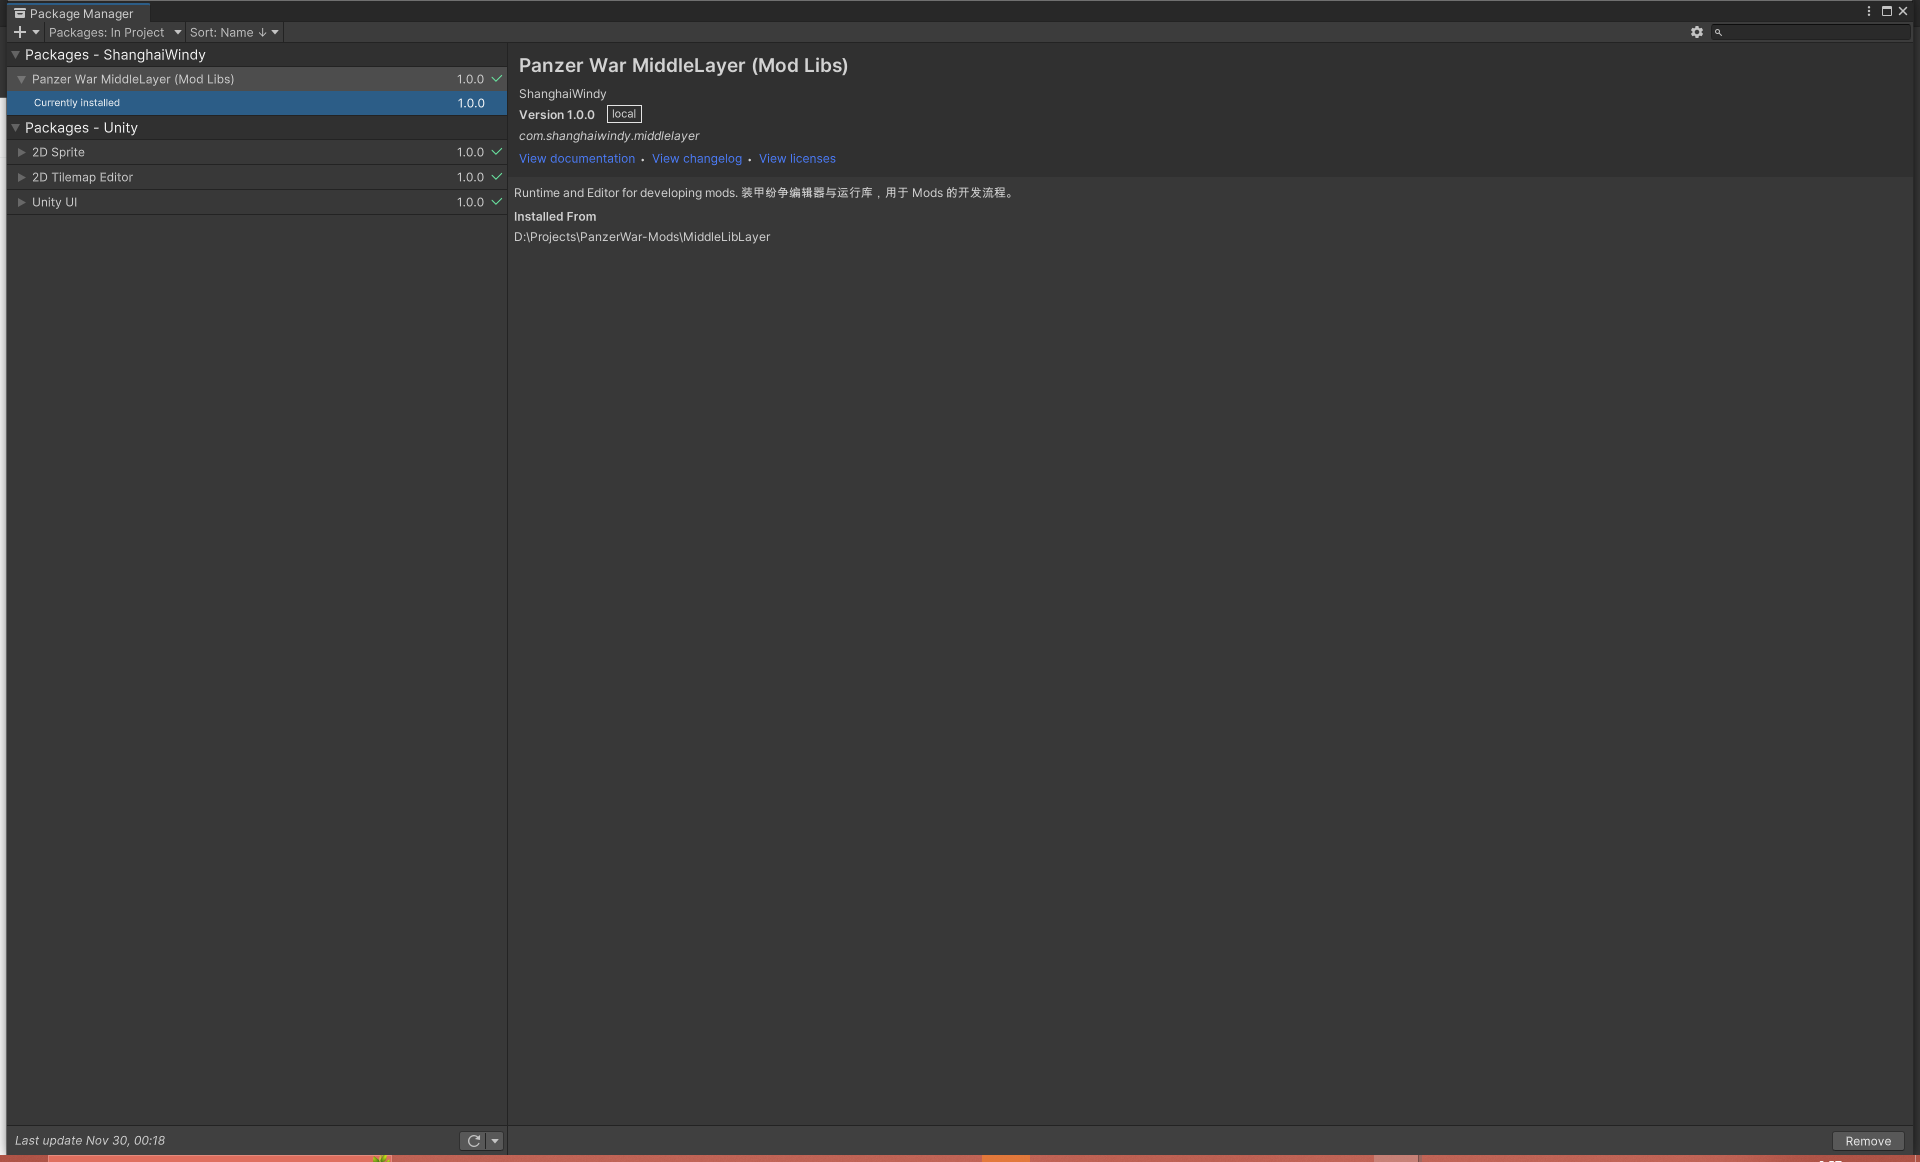 Package Manager
Packages: In Project
Sort: Name ↓
Packages - ShanghaiWindy
Panzer War MiddleLayer (Mod Libs) 1.0.0
Currently installed 1.0.0
Packages - Unity
2D Sprite 1.0.0
2D Tilemap Editor 1.0.0
Unity UI 1.0.0
Last update Nov 30, 00:18
Panzer War MiddleLayer (Mod Libs)
ShanghaiWindy
Version 1.0.0 local
com.shanghaiwindy.middlelayer
View documentation • View changelog • View licenses
Runtime and Editor for developing mods. 装甲纷争编辑器与运行库，用于 Mods 的开发流程。
Installed From
D:\Projects\PanzerWar-Mods\MiddleLibLayer
Remove